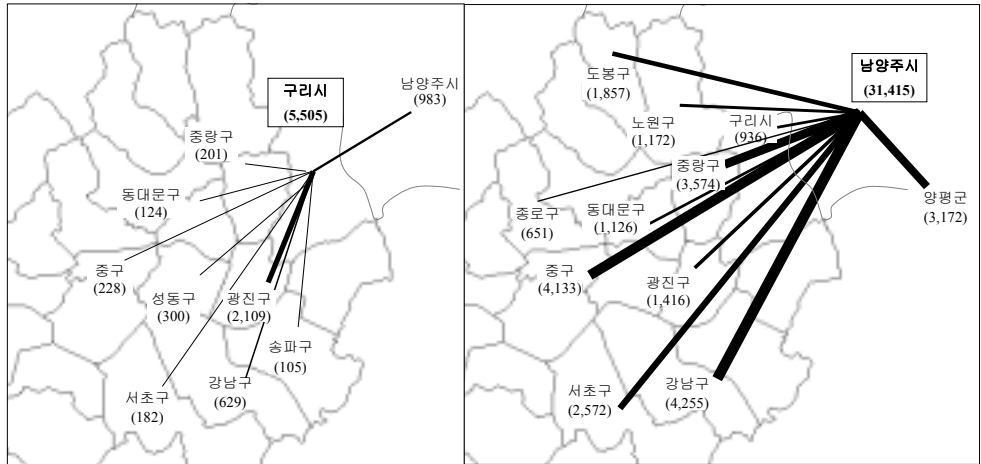 구리시
(5,505)
남양주시
(983)
중랑구
(201)
동대문구
(124)
중구
(228)
성동구
(300)
광진구
(2,109)
송파구
(105)
강남구
(629)
서초구
(182)
남양주시
(31,415)
도봉구
(1,857)
노원구
(1,172)
구리시
(936)
중랑구
(3,574)
양평군
(3,172)
종로구
(651)
동대문구
(1,126)
중구
(4,133)
광진구
(1,416)
서초구
(2,572)
강남구
(4,255)